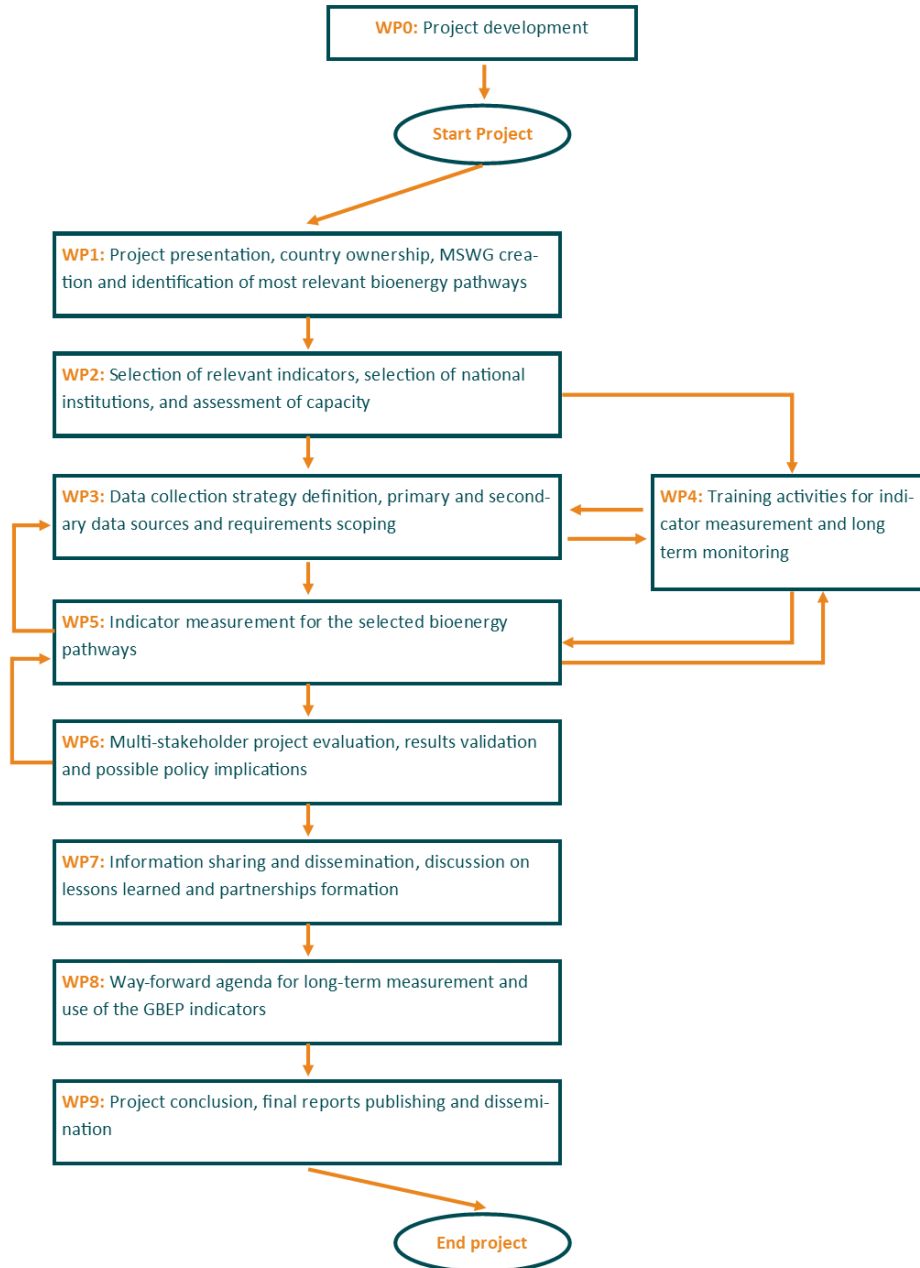 WP0: Project development
Start Project
WP1: Project presentation, country ownership, MSWG crea-
tion and identification of most relevant bioenergy pathways
WP2: Selection of relevant indicators, selection of national
institutions, and assessment of capacity
WP3: Data collection strategy definition, primary and second-
ary data sources and requirements scoping
WP4: Training activities for indi-
cator measurement and long
term monitoring
WP5: Indicator measurement for the selected bioenergy
pathways
WP6: Multi-stakeholder project evaluation, results validation
and possible policy implications
WP7: Information sharing and dissemination, discussion on
lessons learned and partnerships formation
WP8: Way-forward agenda for long-term measurement and
use of the GBEP indicators
WP9: Project conclusion, final reports publishing and dissemi-
nation
End project